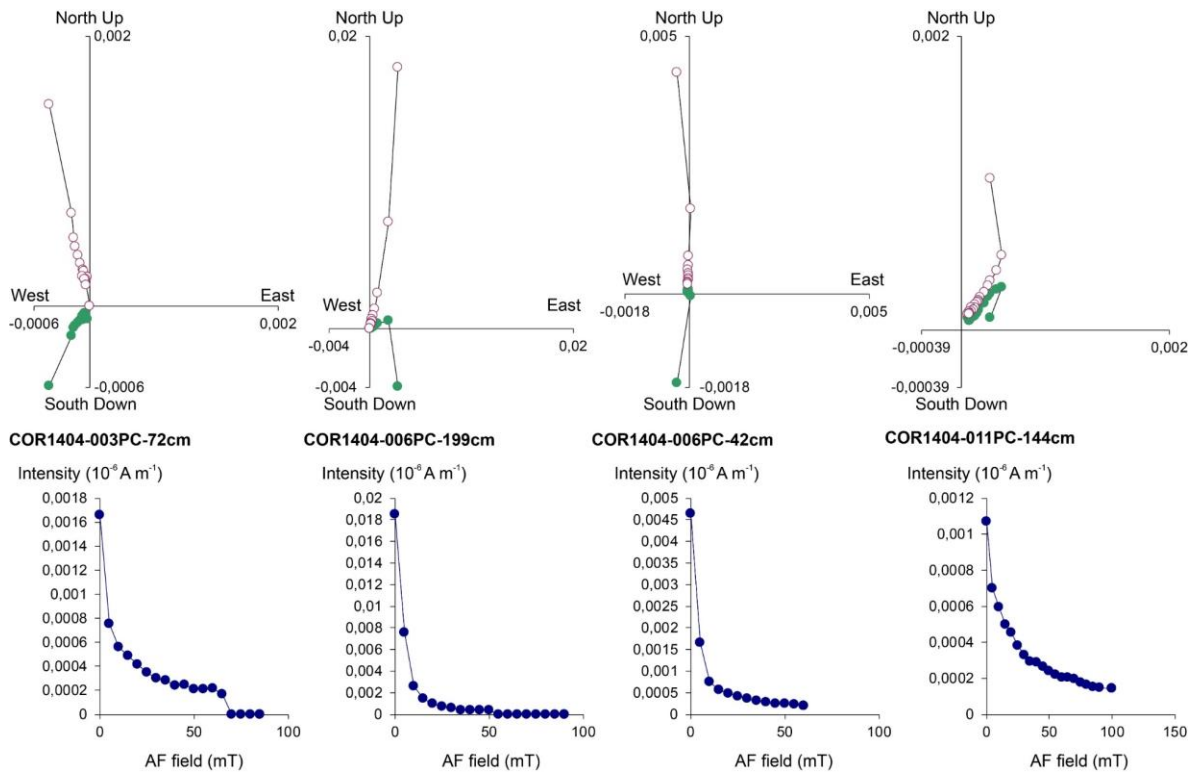 North Up
0,002
West
East
-0,0006
0,002
-0,0006
South Down
North Up
0,02
West
East
-0,004
0,02
-0,004
South Down
North Up
0,005
West
East
-0,0018
0,005
-0,0018
South Down
North Up
0,002
West
East
-0,00039
0,002
-0,00039
South Down
COR1404-003PC-72cm
Intensity (10⁻⁶ A m⁻¹)
0,0018
0,0016
0,0014
0,0012
0,001
0,0008
0,0006
0,0004
0,0002
0
0
50
100
AF field (mT)
COR1404-006PC-199cm
Intensity (10⁻⁶ A m⁻¹)
0,02
0,018
0,016
0,014
0,012
0,01
0,008
0,006
0,004
0,002
0
0
50
100
AF field (mT)
COR1404-006PC-42cm
Intensity (10⁻⁶ A m⁻¹)
0,005
0,0045
0,004
0,0035
0,003
0,0025
0,002
0,0015
0,001
0,0005
0
0
50
100
AF field (mT)
COR1404-011PC-144cm
Intensity (10⁻⁶ A m⁻¹)
0,0012
0,001
0,0008
0,0006
0,0004
0,0002
0
0
50
100
150
AF field (mT)